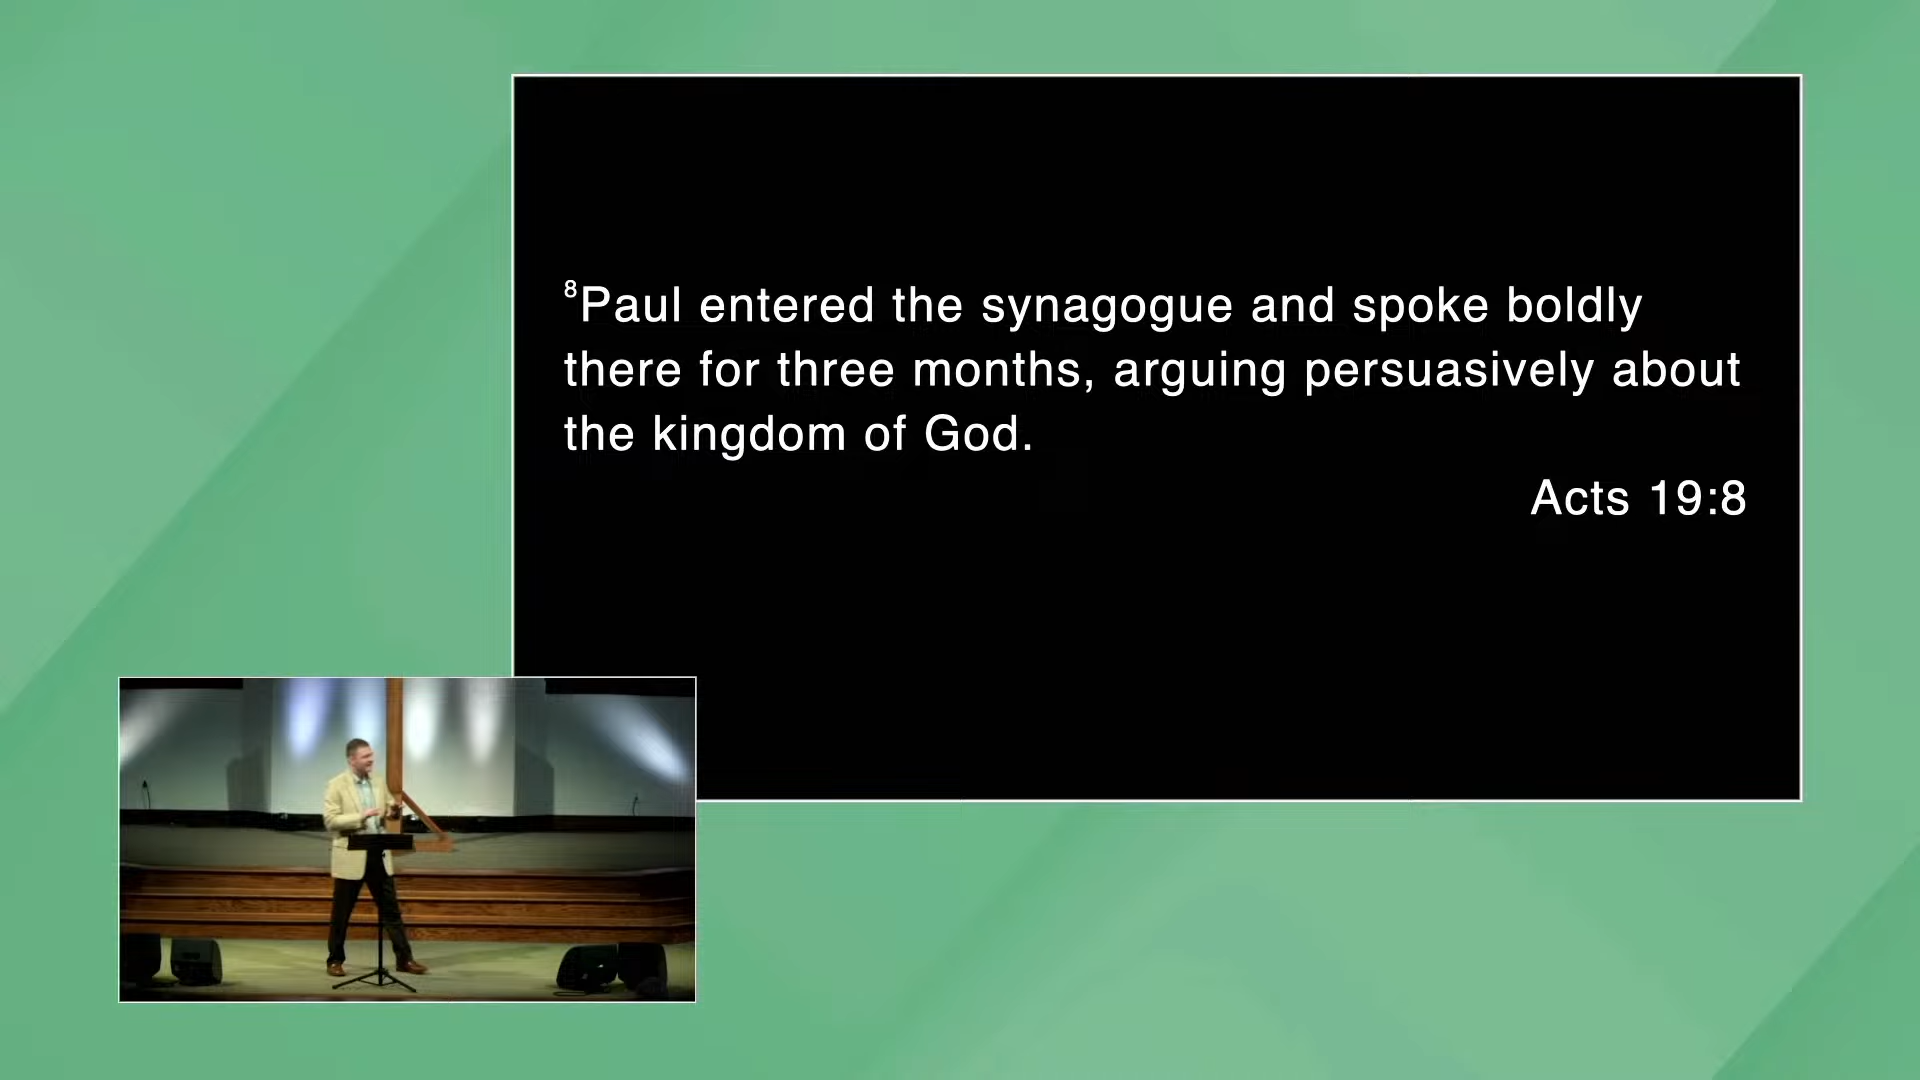 ⁸Paul entered the synagogue and spoke boldly
there for three months, arguing persuasively about
the kingdom of God.
Acts 19:8